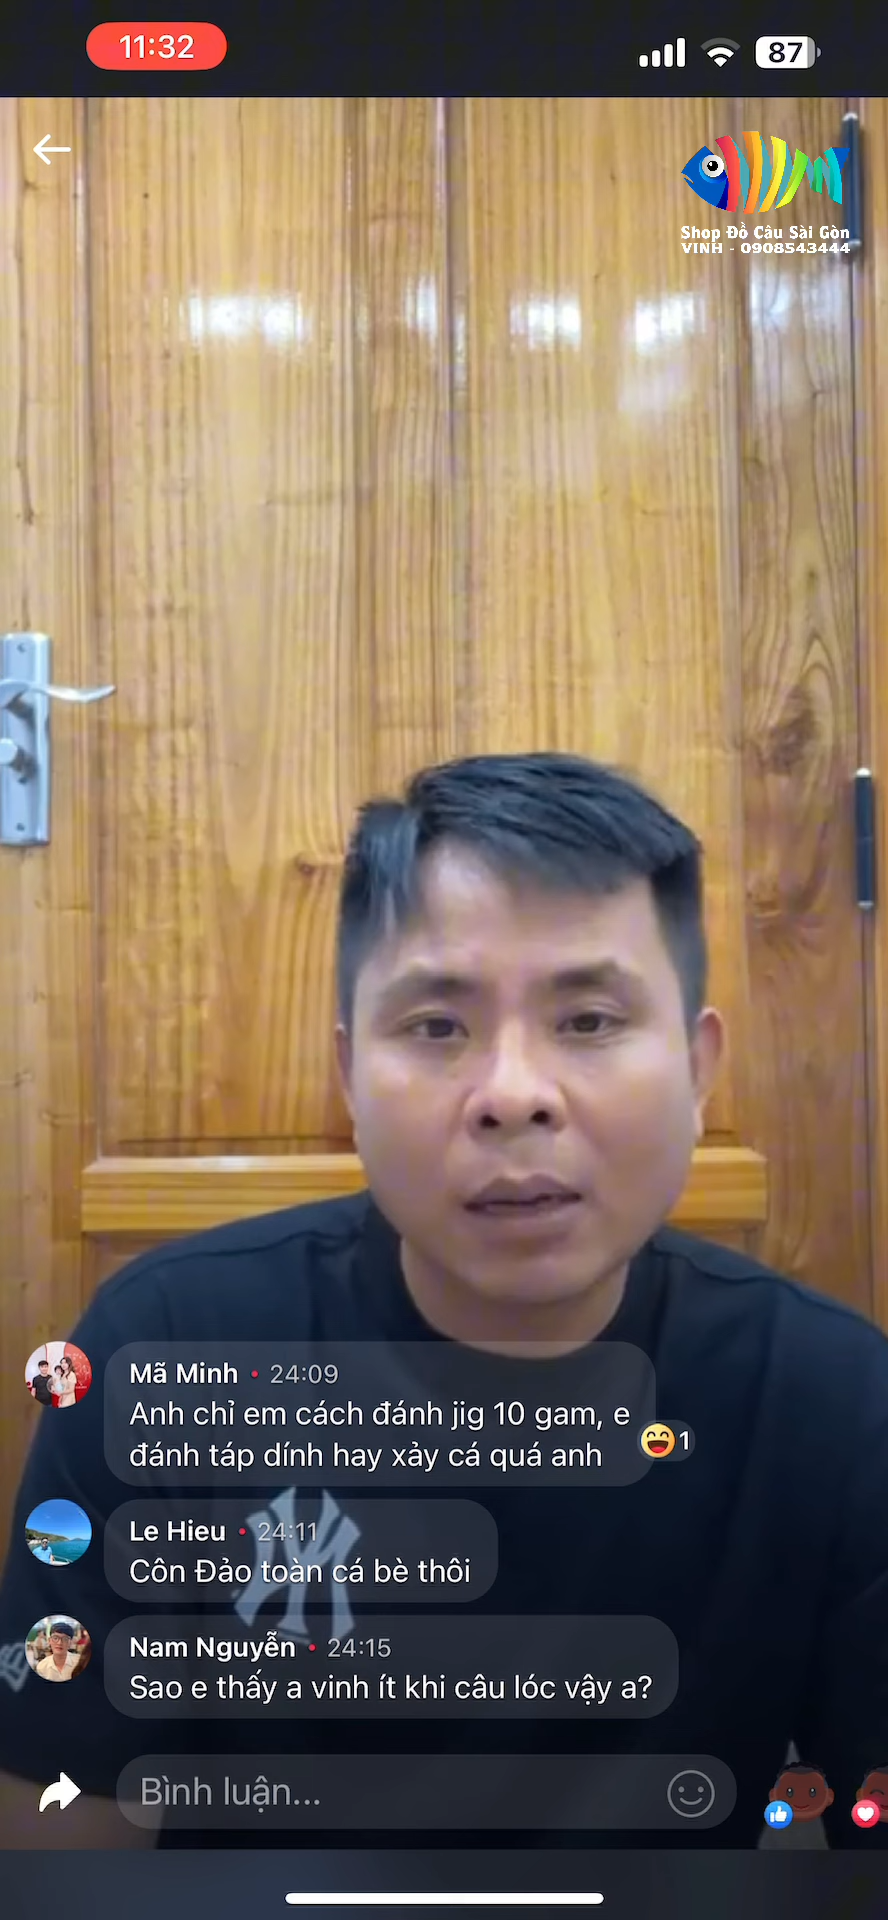 11:32
87
Shop Đồ Câu Sài Gòn
VINH - 0908543444
Mã Minh • 24:09
Anh chỉ em cách đánh jig 10 gam, e
đánh táp dính hay xảy cá quá anh
1
Le Hieu • 24:11
Côn Đảo toàn cá bè thôi
Nam Nguyễn • 24:15
Sao e thấy a vinh ít khi câu lóc vậy a?
Bình luận...